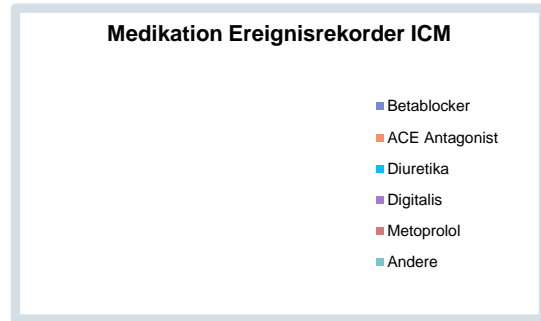 Medikation Ereignisrekorder ICM
Betablocker
ACE Antagonist
Diuretika
Digitalis
Metoprolol
Andere